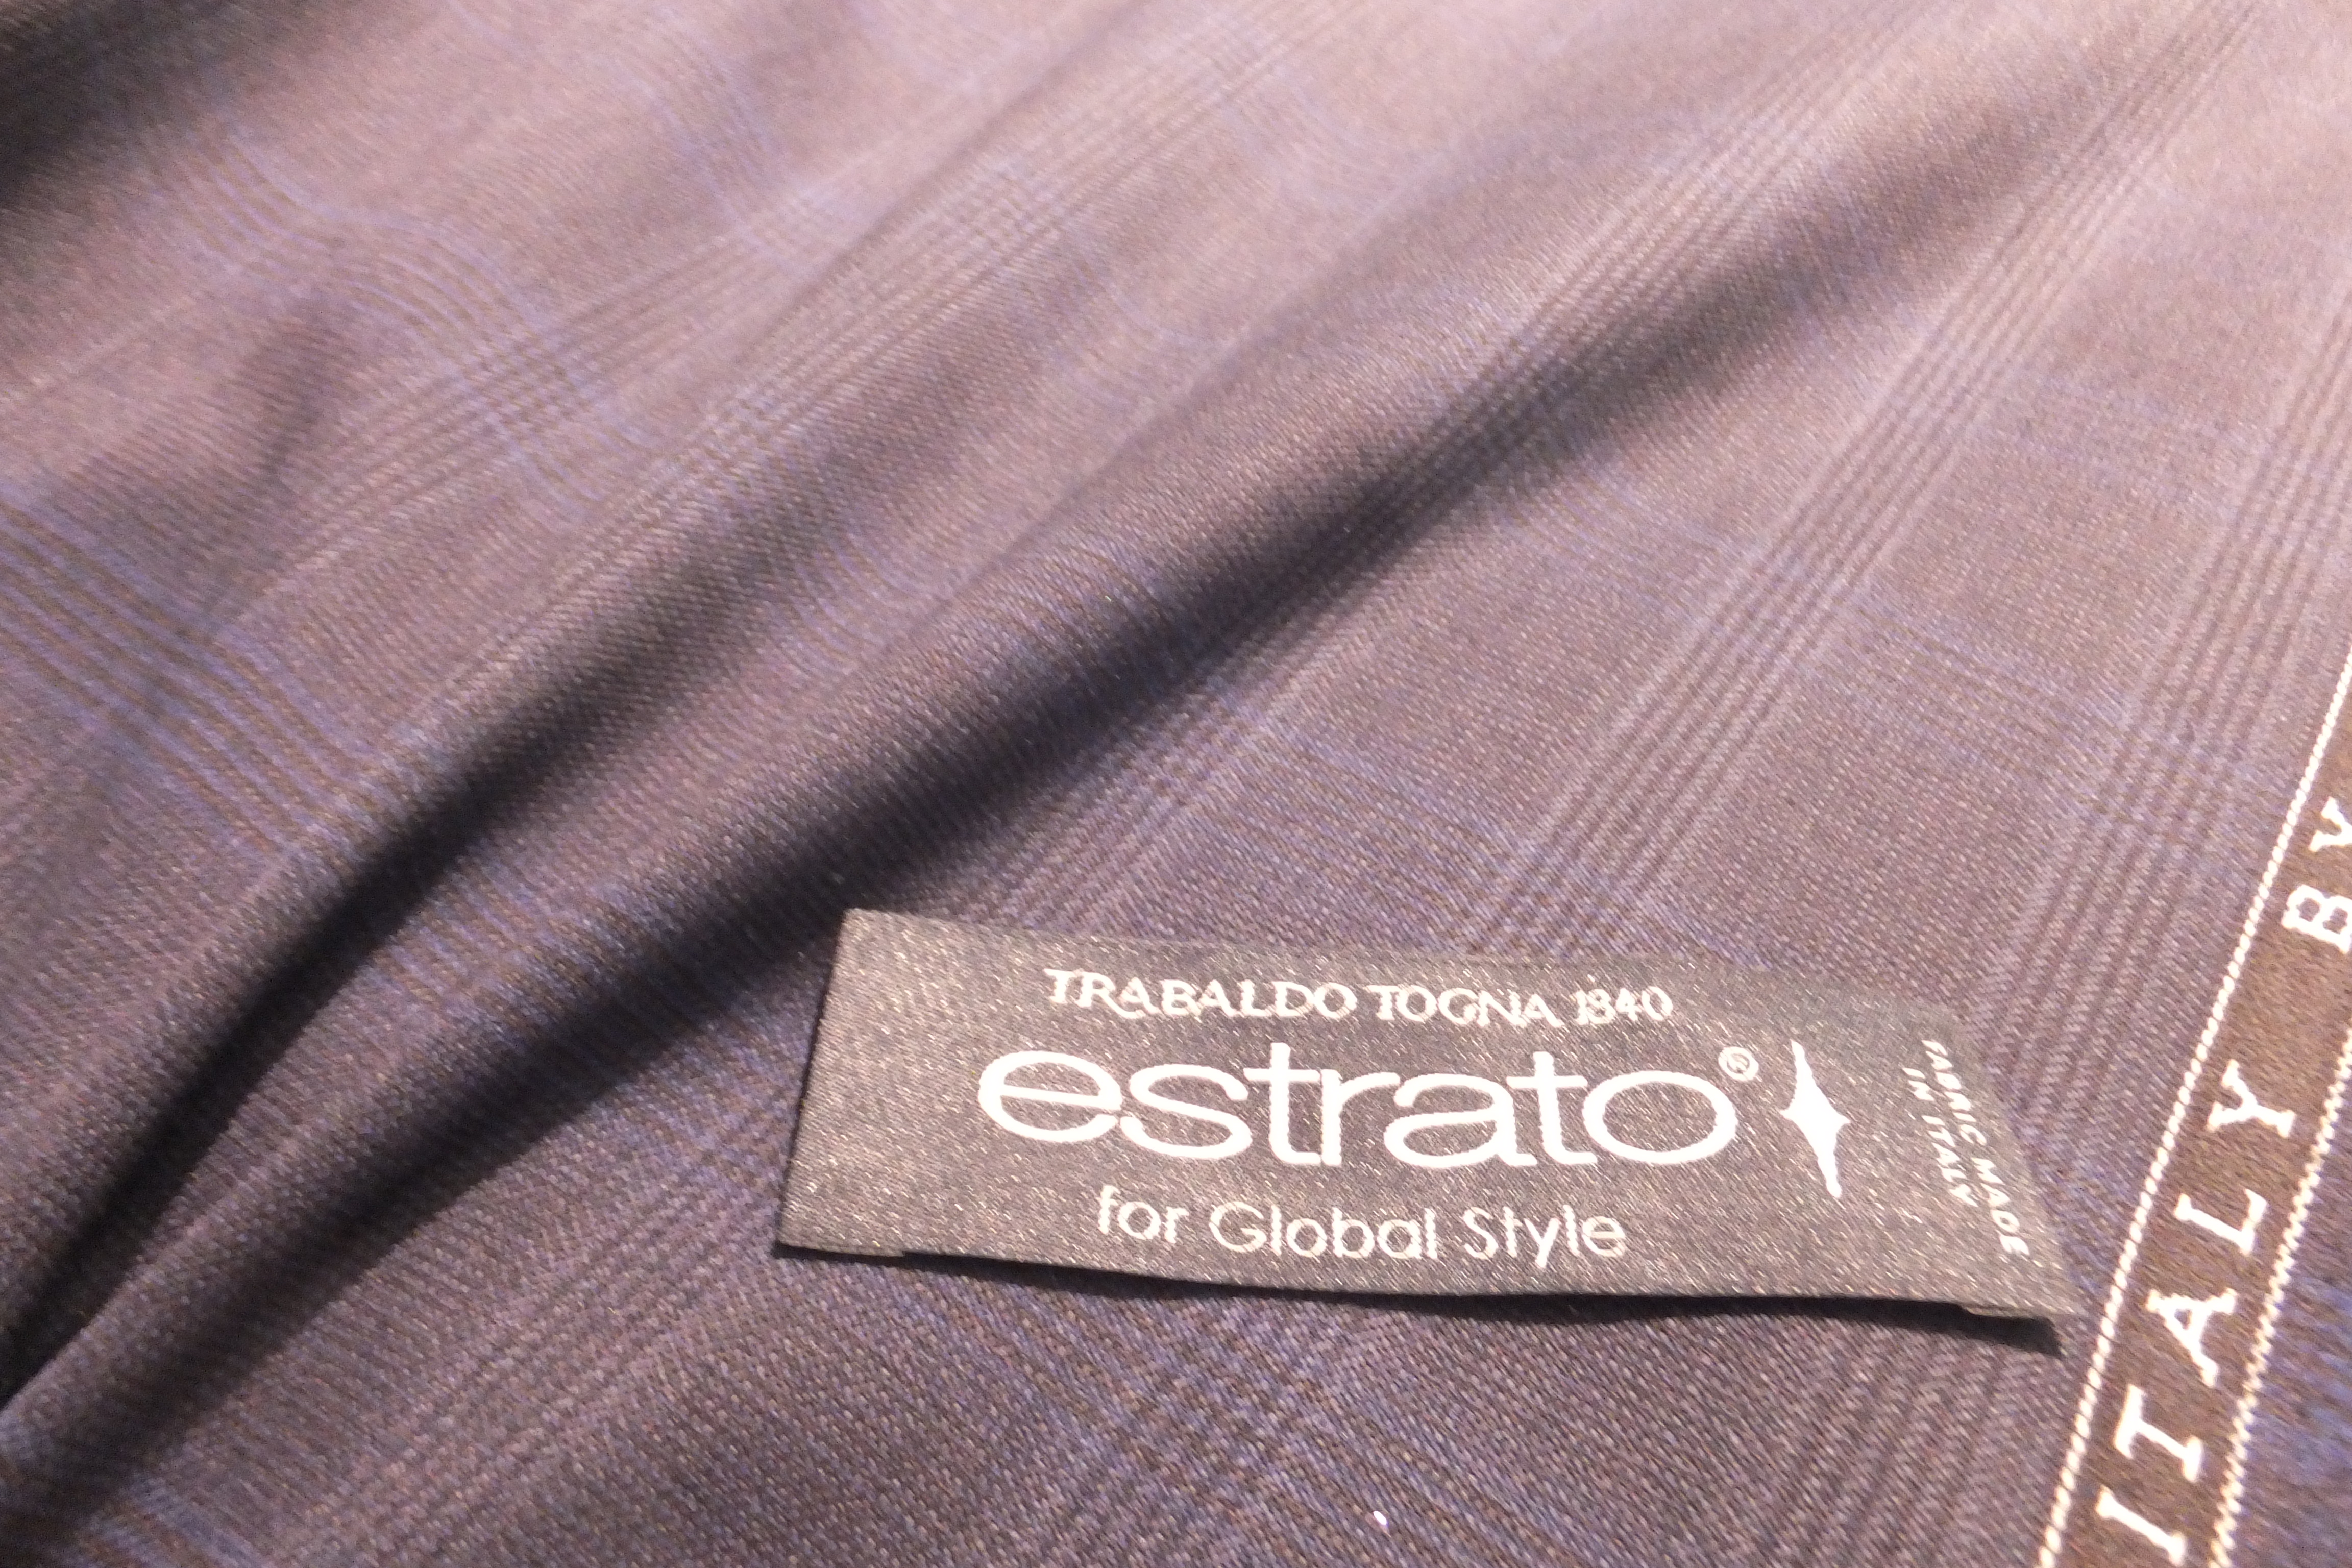 TRABALDO TOGNA 1840
estrato®
for Global Style
FABRIC MADE
IN ITALY
ITALY BY